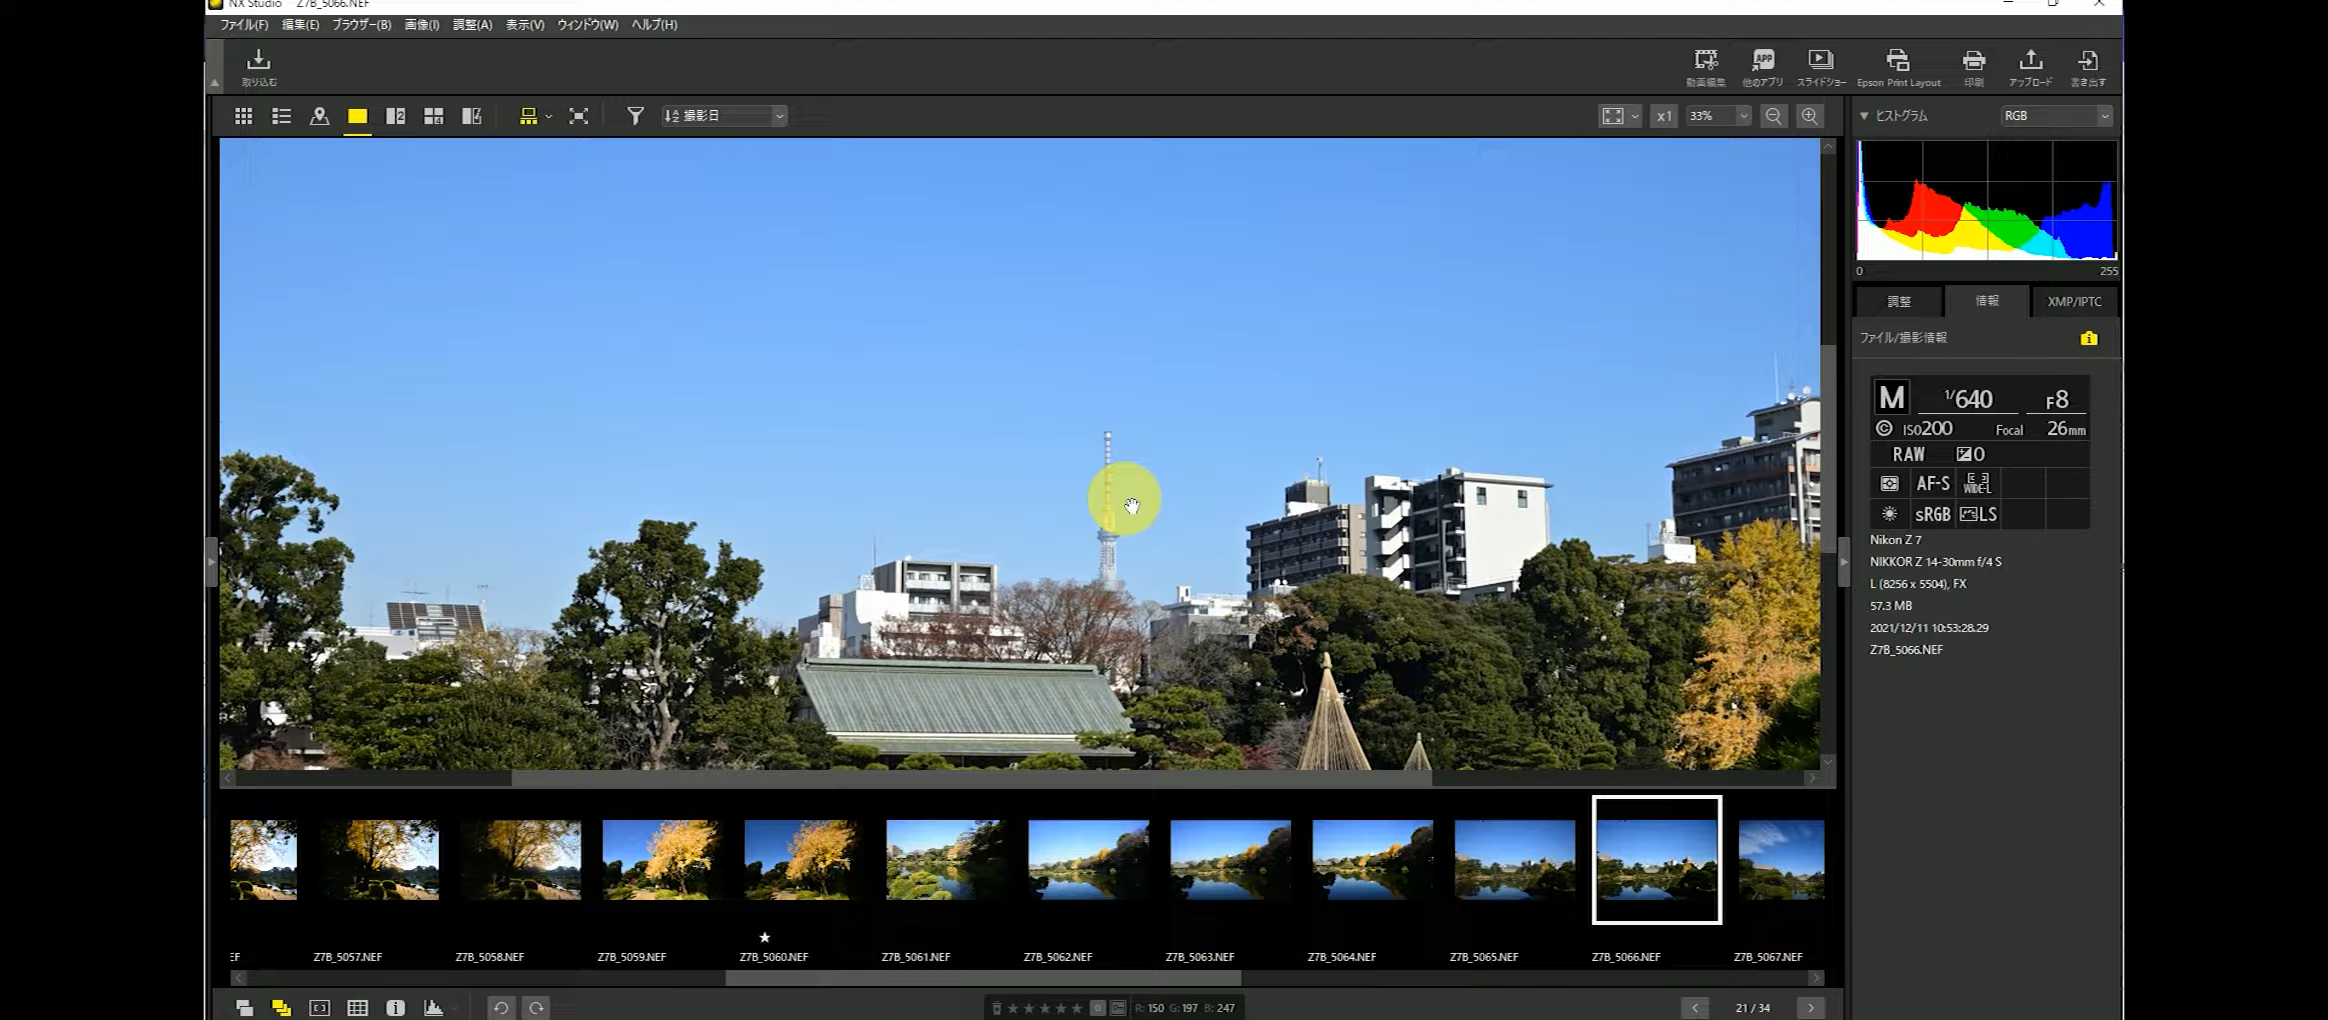 NX Studio Z7B_5066.NEF
ファイル(F) 編集(E) ブラウザー(B) 画像(I) 調整(A) 表示(V) ウィンドウ(W) ヘルプ(H)
取り込む
動画編集 他のアプリ スライドショー Epson Print Layout 印刷 アップロード 書き出す
撮影日
x1 33%
ヒストグラム RGB
0 255
調整 情報 XMP/IPTC
ファイル/撮影情報
M 1/640 F8
© ISO200 Focal 26mm
RAW 0
AF-S WIDE-L
sRGB LS
Nikon Z 7
NIKKOR Z 14-30mm f/4 S
L (8256 x 5504), FX
57.3 MB
2021/12/11 10:53:28.29
Z7B_5066.NEF
EF Z7B_5057.NEF Z7B_5058.NEF Z7B_5059.NEF Z7B_5060.NEF Z7B_5061.NEF Z7B_5062.NEF Z7B_5063.NEF Z7B_5064.NEF Z7B_5065.NEF Z7B_5066.NEF Z7B_5067.NEF
R: 150 G: 197 B: 247
21 / 34